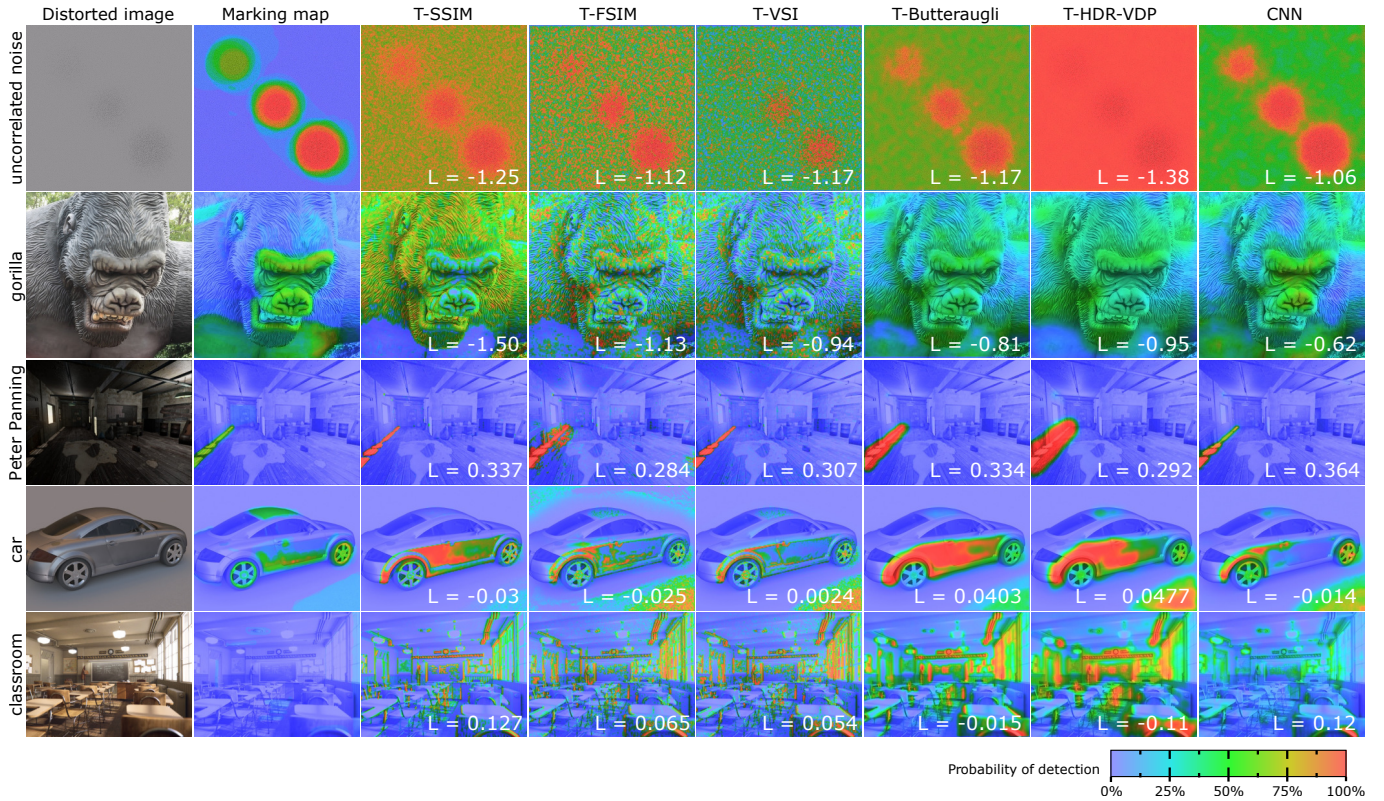 Distorted image Marking map T-SSIM T-FSIM T-VSI T-Butteraugli T-HDR-VDP CNN
uncorrelated noise
L = -1.25 L = -1.12 L = -1.17 L = -1.17 L = -1.38 L = -1.06
gorilla
L = -1.50 L = -1.13 L = -0.94 L = -0.81 L = -0.95 L = -0.62
Peter Panning
L = 0.337 L = 0.284 L = 0.307 L = 0.334 L = 0.292 L = 0.364
car
L = -0.03 L = -0.025 L = 0.0024 L = 0.0403 L = 0.0477 L = -0.014
classroom
L = 0.127 L = 0.065 L = 0.054 L = -0.015 L = -0.11 L = 0.12
Probability of detection
0% 25% 50% 75% 100%